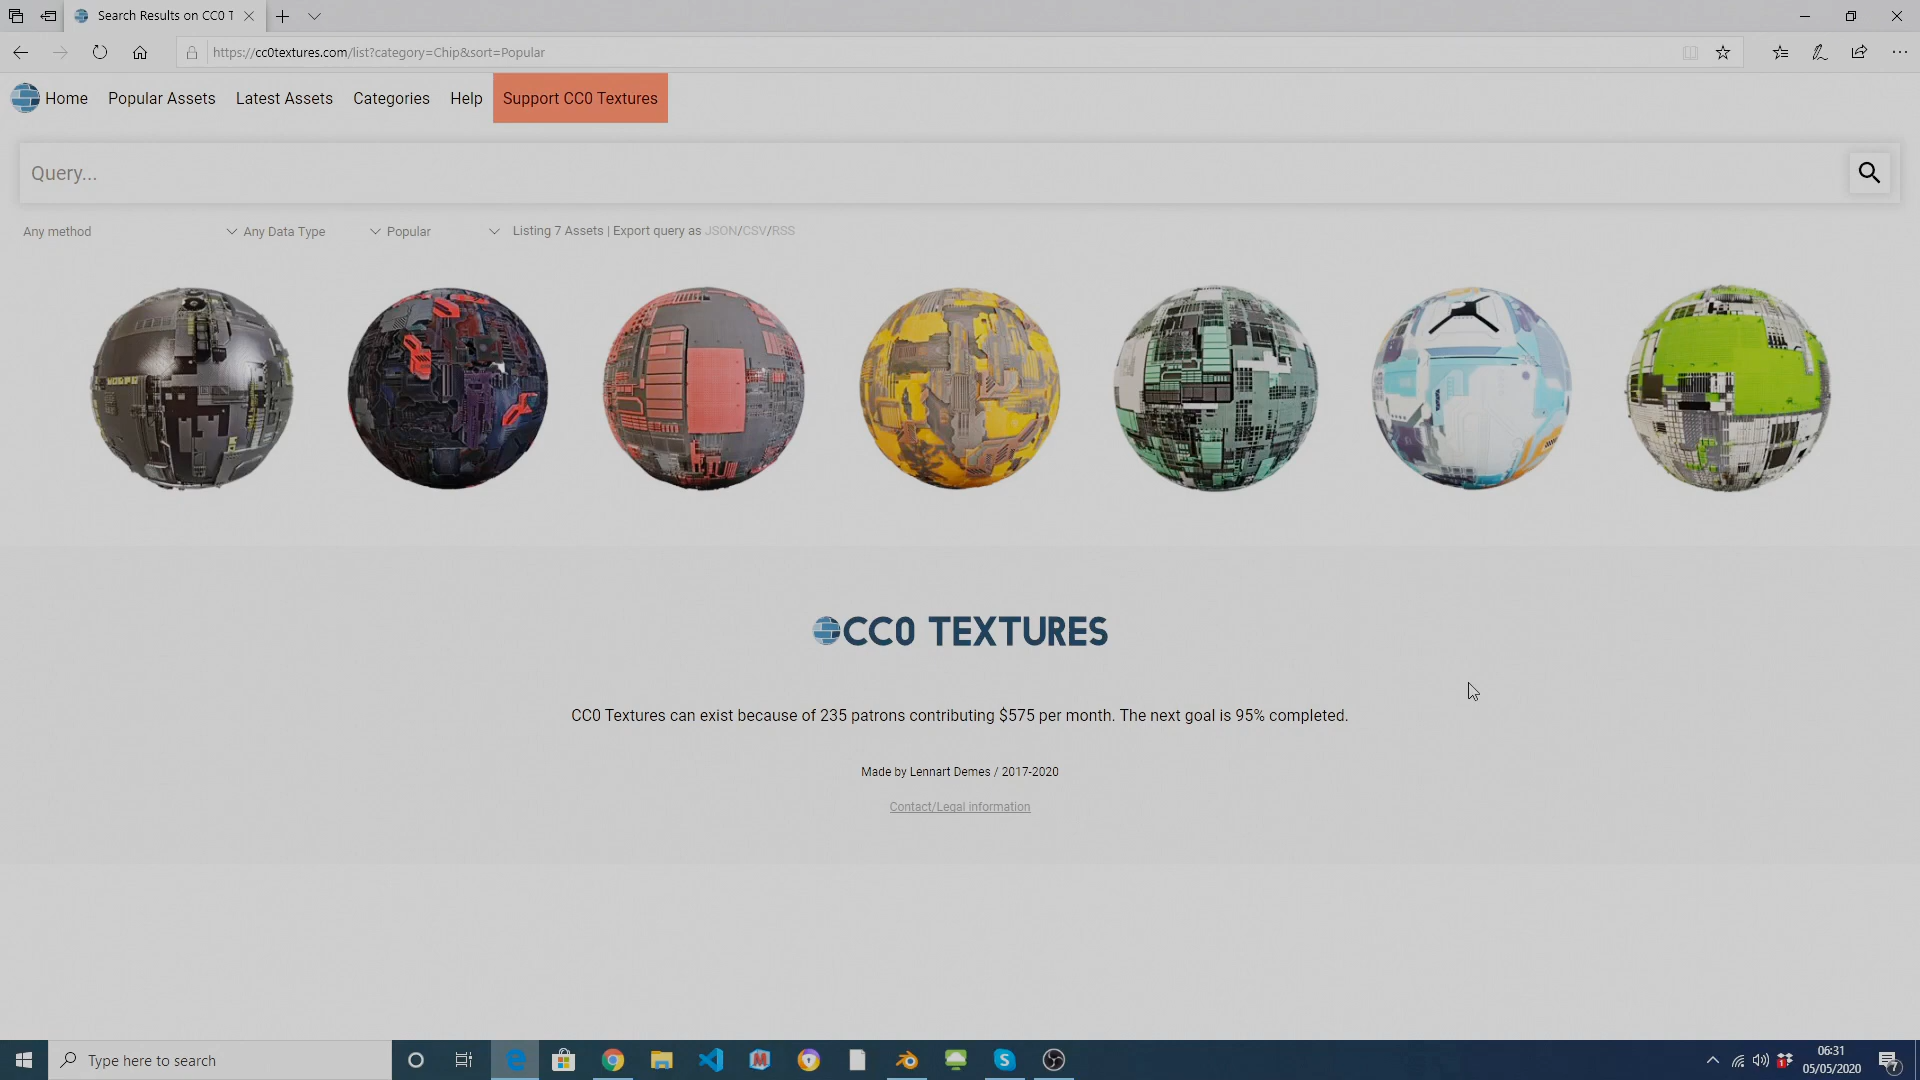 Search Results on CC0 T
https://cc0textures.com/list?category=Chip&sort=Popular
Home Popular Assets Latest Assets Categories Help Support CC0 Textures
Query...
Any method Any Data Type Popular Listing 7 Assets | Export query as JSON/CSV/RSS
CC0 TEXTURES
CC0 Textures can exist because of 235 patrons contributing $575 per month. The next goal is 95% completed.
Made by Lennart Demes / 2017-2020
Contact/Legal information
Type here to search
06:31
05/05/2020
7